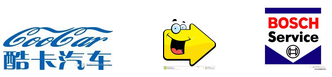 CooCar
酷卡汽车
BOSCH
Service